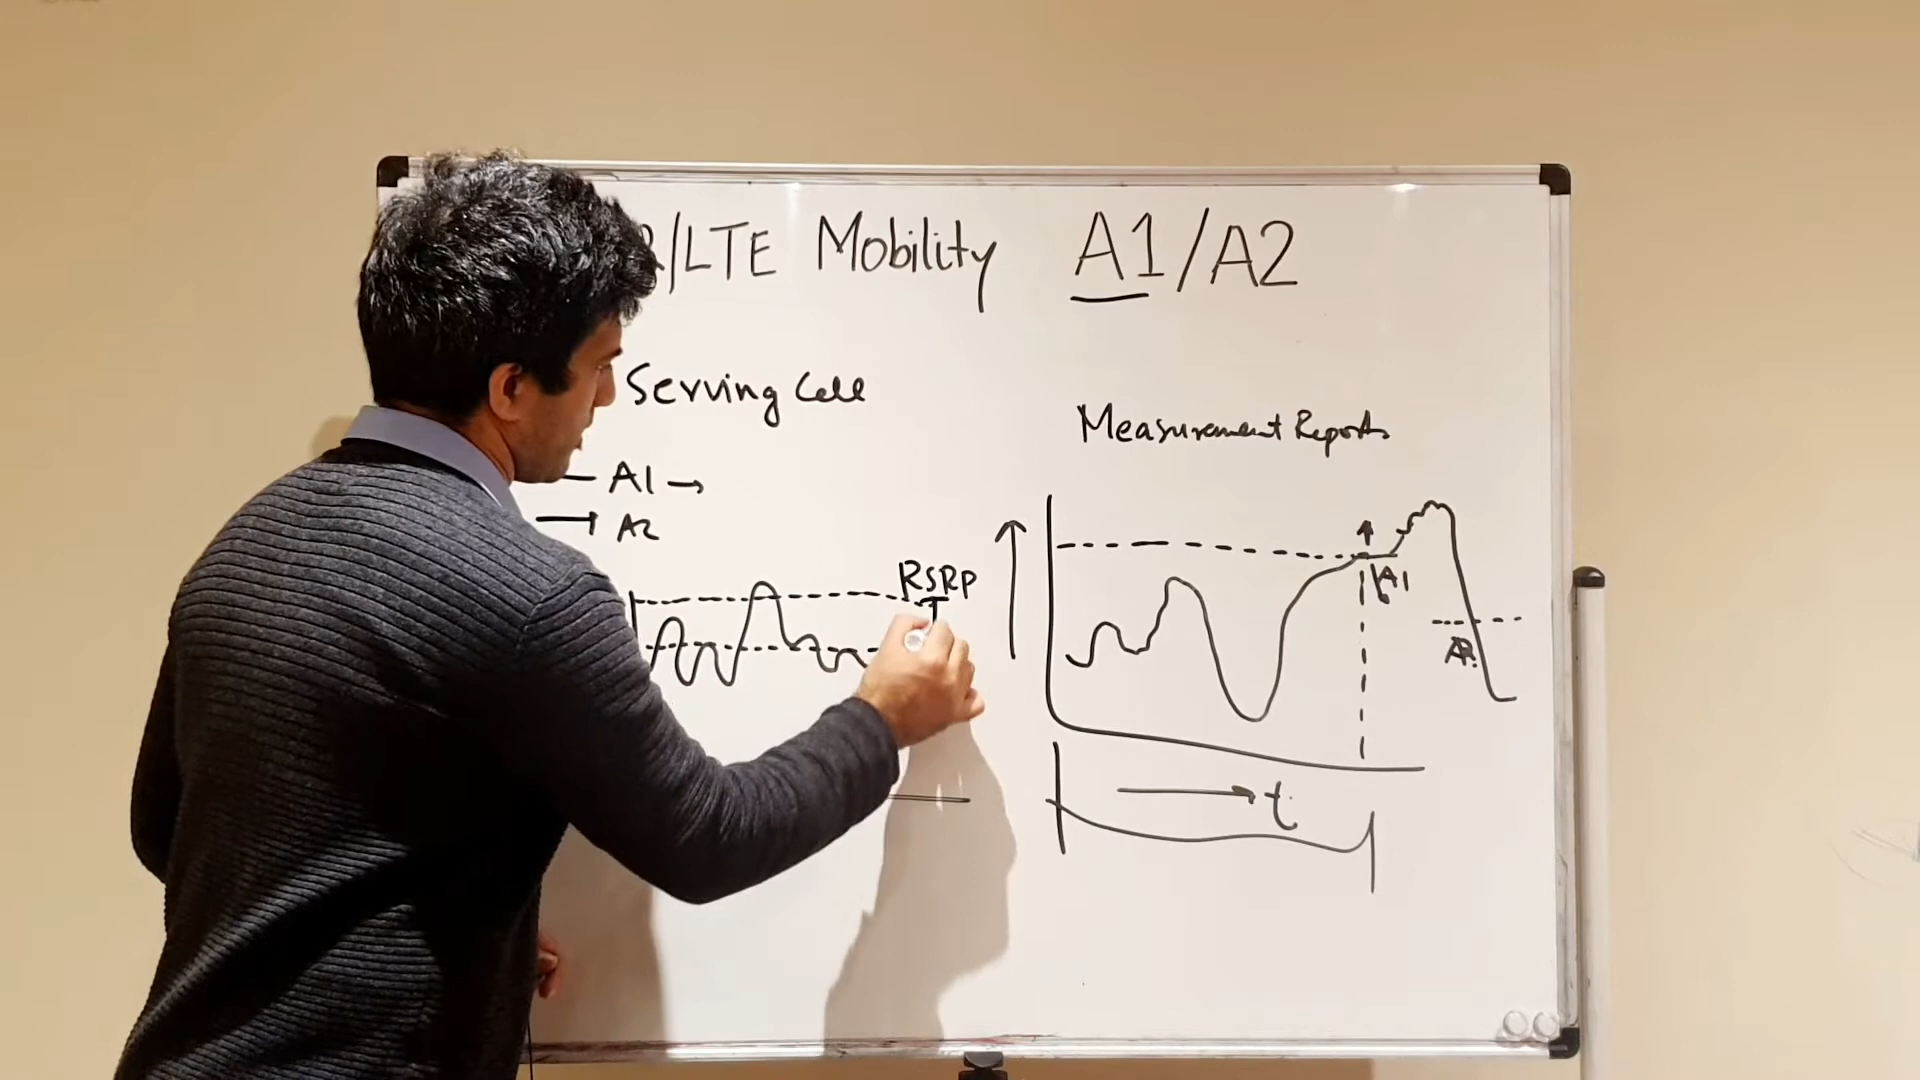 /LTE Mobility A1/A2
Serving Cell
Measurement Reports
A1
A2
RSRP
A1
A2
t